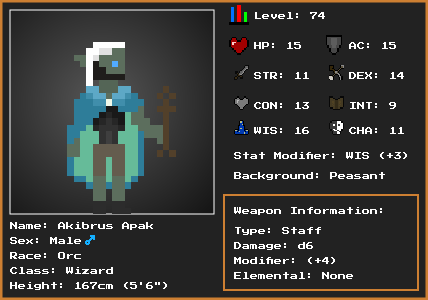 Level: 74
HP: 15 AC: 15
STR: 11 DEX: 14
CON: 13 INT: 9
WIS: 16 CHA: 11
Stat Modifier: WIS (+3)
Background: Peasant
Weapon Information:
Type: Staff
Damage: d6
Modifier: (+4)
Elemental: None
Name: Akibrus Apak
Sex: Male♂
Race: Orc
Class: Wizard
Height: 167cm (5'6")